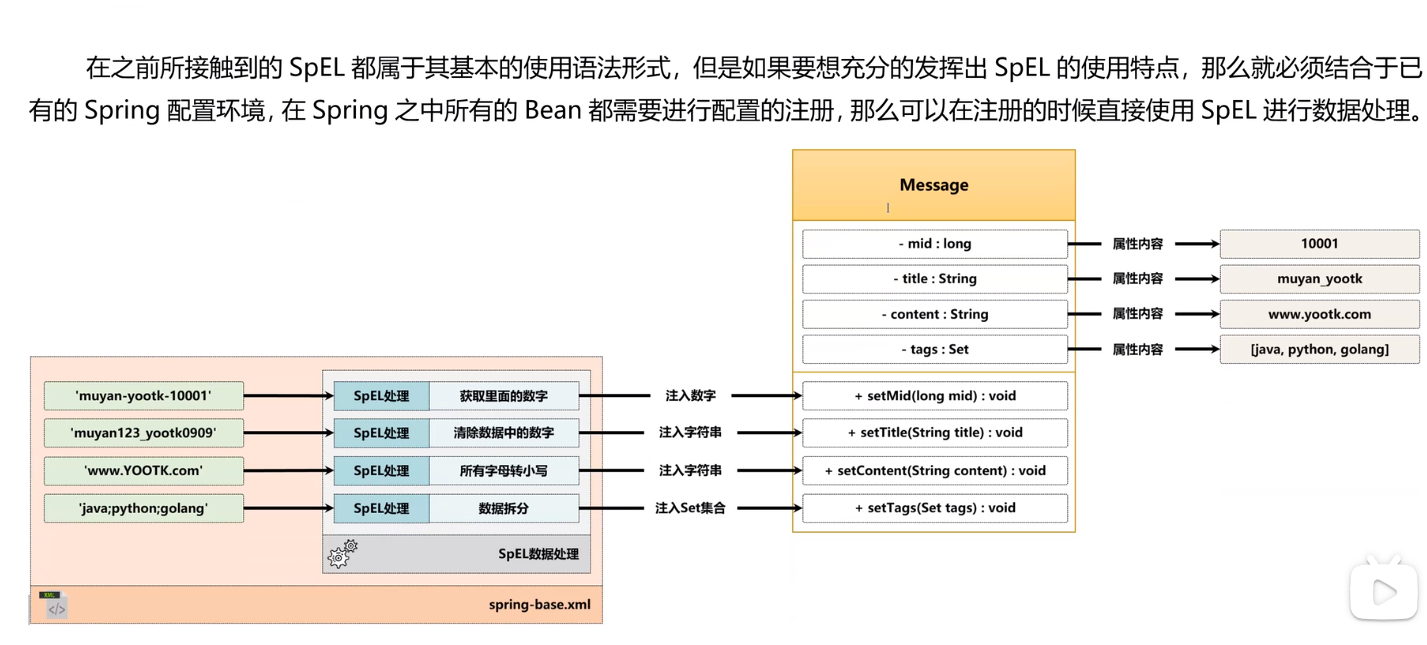 在之前所接触到的 SpEL 都属于其基本的使用语法形式，但是如果要想充分的发挥出 SpEL 的使用特点，那么就必须结合于已
有的 Spring 配置环境，在 Spring 之中所有的 Bean 都需要进行配置的注册，那么可以在注册的时候直接使用 SpEL 进行数据处理。
Message
- mid : long 属性内容 10001
- title : String 属性内容 muyan_yootk
- content : String 属性内容 www.yootk.com
- tags : Set 属性内容 [java, python, golang]
'muyan-yootk-10001' SpEL处理 获取里面的数字 注入数字 + setMid(long mid) : void
'muyan123_yootk0909' SpEL处理 清除数据中的数字 注入字符串 + setTitle(String title) : void
'www.YOOTK.com' SpEL处理 所有字母转小写 注入字符串 + setContent(String content) : void
'java;python;golang' SpEL处理 数据拆分 注入Set集合 + setTags(Set tags) : void
SpEL数据处理
XML
</>
spring-base.xml